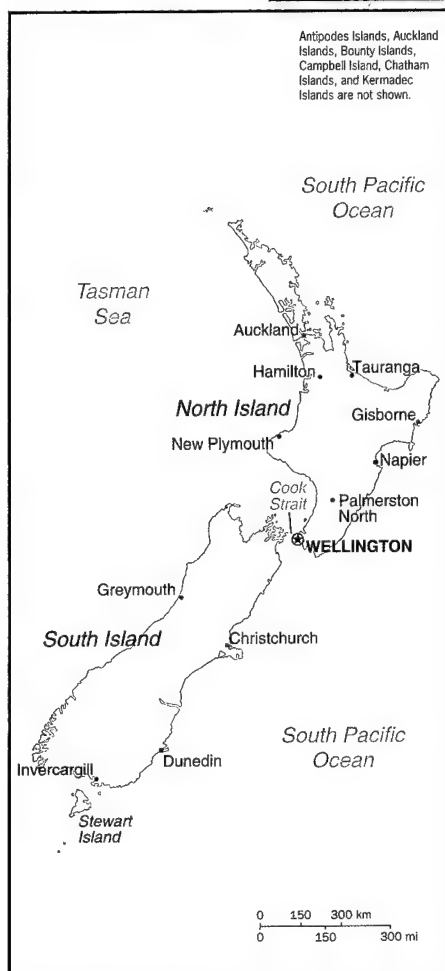 Antipodes Islands, Auckland
Islands, Bounty Islands,
Campbell Island, Chatham
Islands, and Kermadec
Islands are not shown.
South Pacific
Ocean
Tasman
Sea
Auckland
Hamilton
Tauranga
North Island
Gisborne
New Plymouth
Napier
Cook
Strait
Palmerston
North
WELLINGTON
Greymouth
South Island
Christchurch
South Pacific
Ocean
Invercargill
Dunedin
Stewart
Island
0 150 300 km
0 150 300 mi